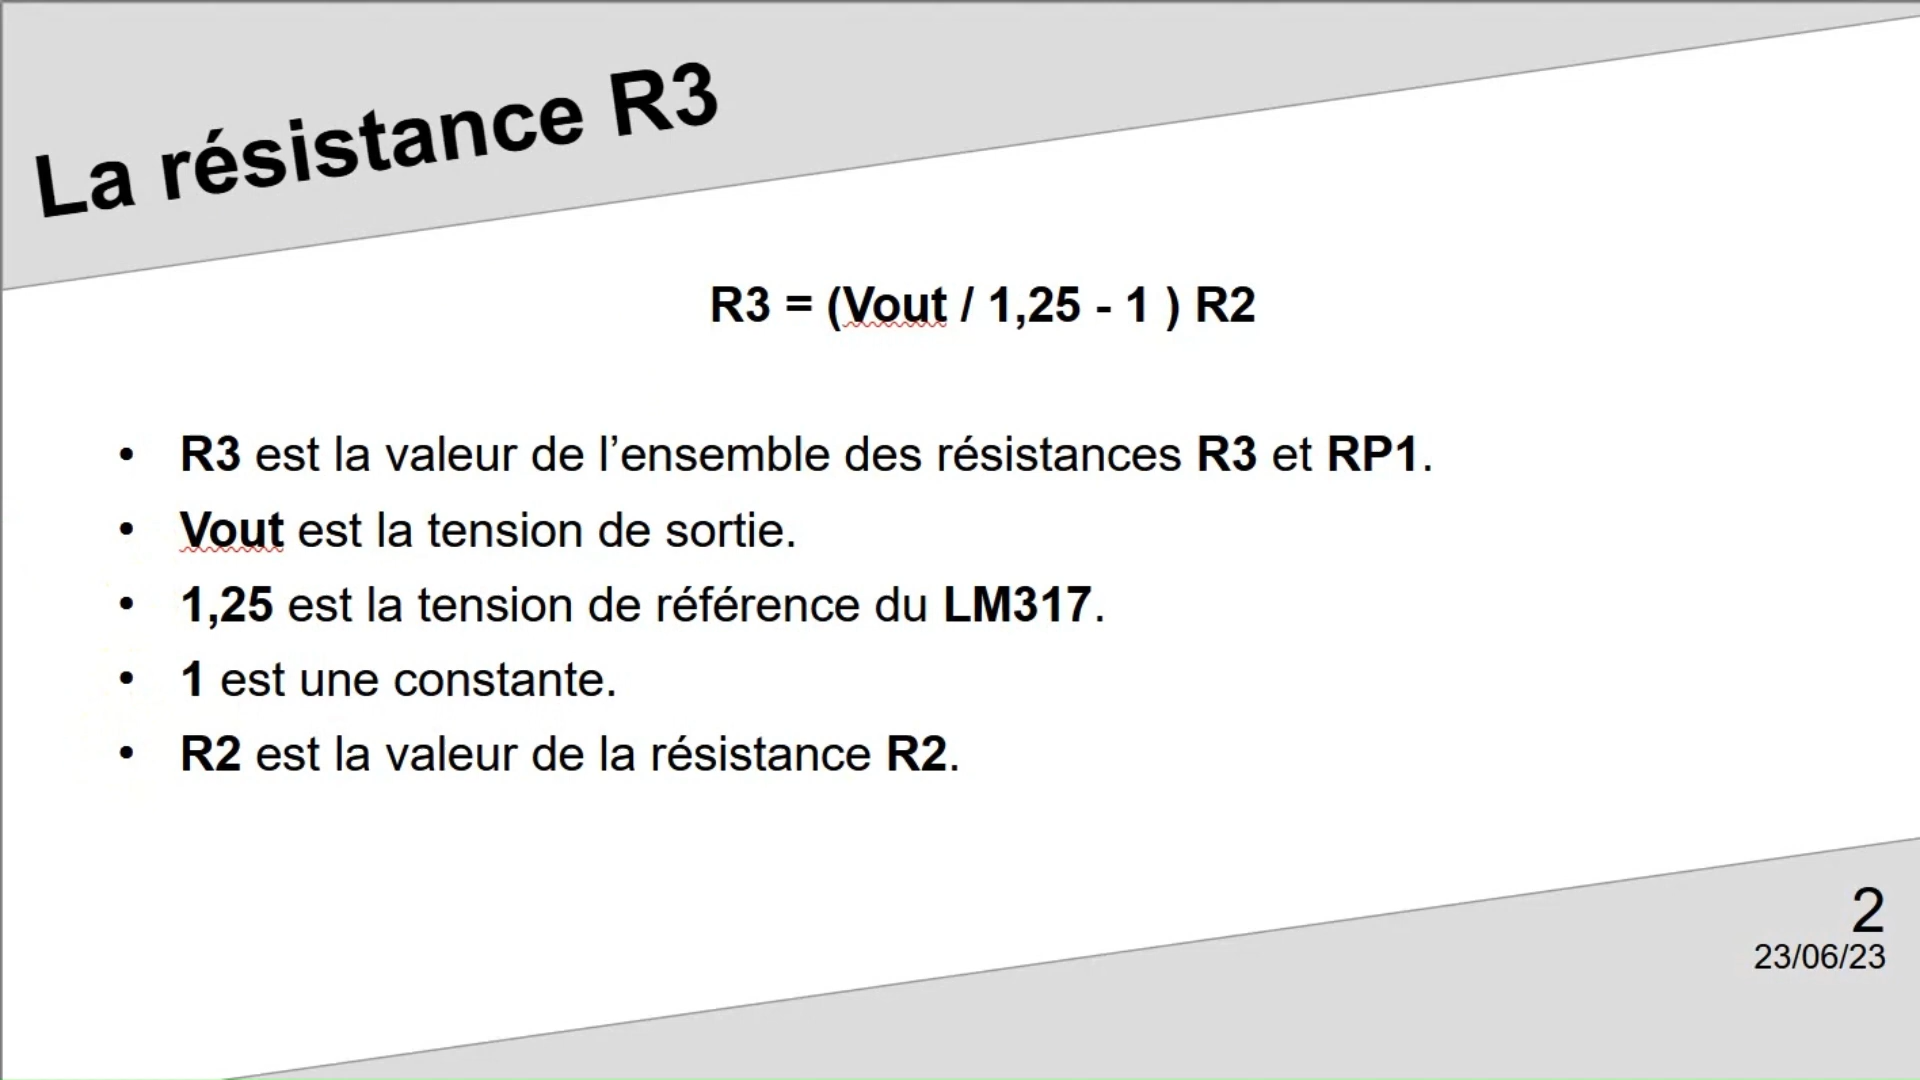 La résistance R3
R3 = (Vout / 1,25 - 1 ) R2
• R3 est la valeur de l’ensemble des résistances R3 et RP1.
• Vout est la tension de sortie.
• 1,25 est la tension de référence du LM317.
• 1 est une constante.
• R2 est la valeur de la résistance R2.
2
23/06/23